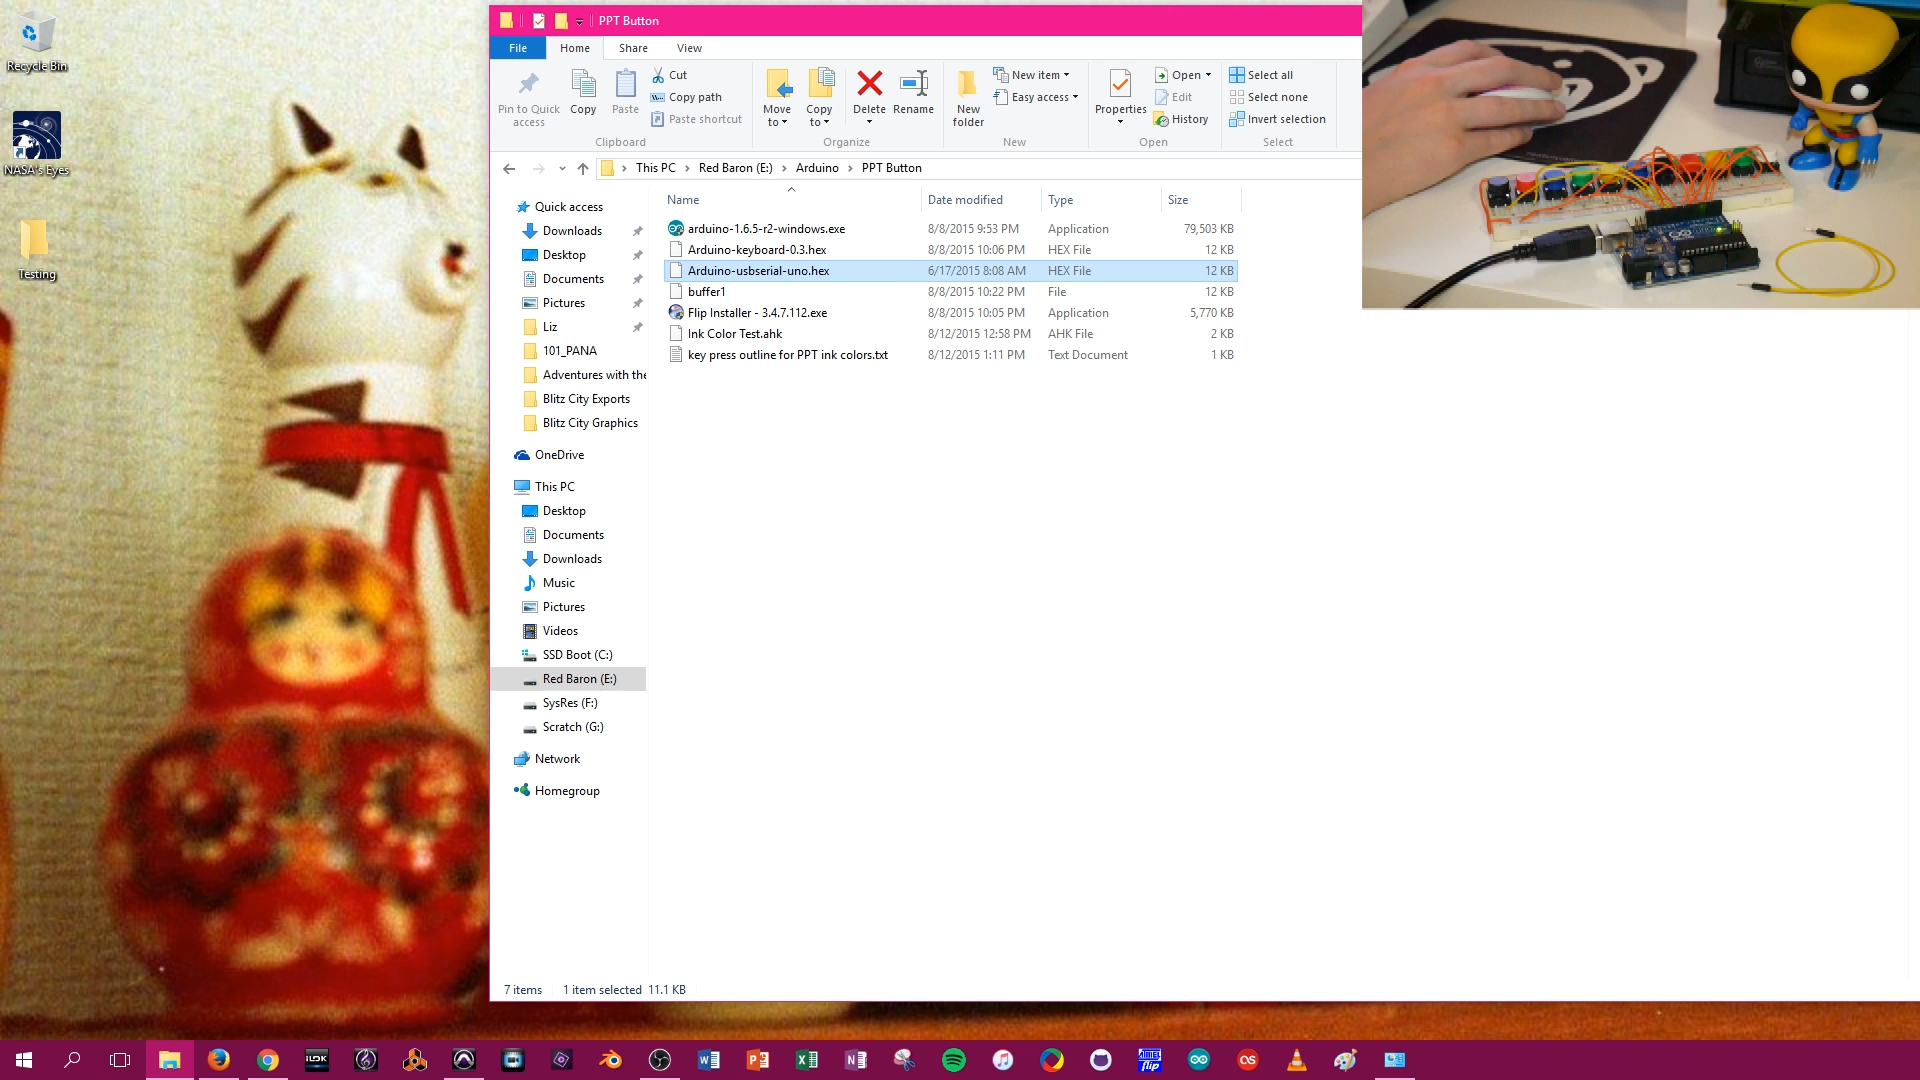 Recycle Bin
NASA's Eyes
Testing
PPT Button
File Home Share View
Pin to Quick access
Copy
Paste
Cut
Copy path
Paste shortcut
Clipboard
Move to
Copy to
Delete
Rename
Organize
New folder
New item
Easy access
New
Properties
Open
Edit
History
Open
Select all
Select none
Invert selection
Select
This PC Red Baron (E:) Arduino PPT Button
Name Date modified Type Size
arduino-1.6.5-r2-windows.exe 8/8/2015 9:53 PM Application 79,503 KB
Arduino-keyboard-0.3.hex 8/8/2015 10:06 PM HEX File 12 KB
Arduino-usbserial-uno.hex 6/17/2015 8:08 AM HEX File 12 KB
buffer1 8/8/2015 10:22 PM File 12 KB
Flip Installer - 3.4.7.112.exe 8/8/2015 10:05 PM Application 5,770 KB
Ink Color Test.ahk 8/12/2015 12:58 PM AHK File 2 KB
key press outline for PPT ink colors.txt 8/12/2015 1:11 PM Text Document 1 KB
Quick access
Downloads
Desktop
Documents
Pictures
Liz
101_PANA
Adventures with the
Blitz City Exports
Blitz City Graphics
OneDrive
This PC
Desktop
Documents
Downloads
Music
Pictures
Videos
SSD Boot (C:)
Red Baron (E:)
SysRes (F:)
Scratch (G:)
Network
Homegroup
7 items 1 item selected 11.1 KB